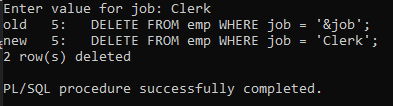 Enter value for job: Clerk
old   5:   DELETE FROM emp WHERE job = '&job';
new   5:   DELETE FROM emp WHERE job = 'Clerk';
2 row(s) deleted
PL/SQL procedure successfully completed.